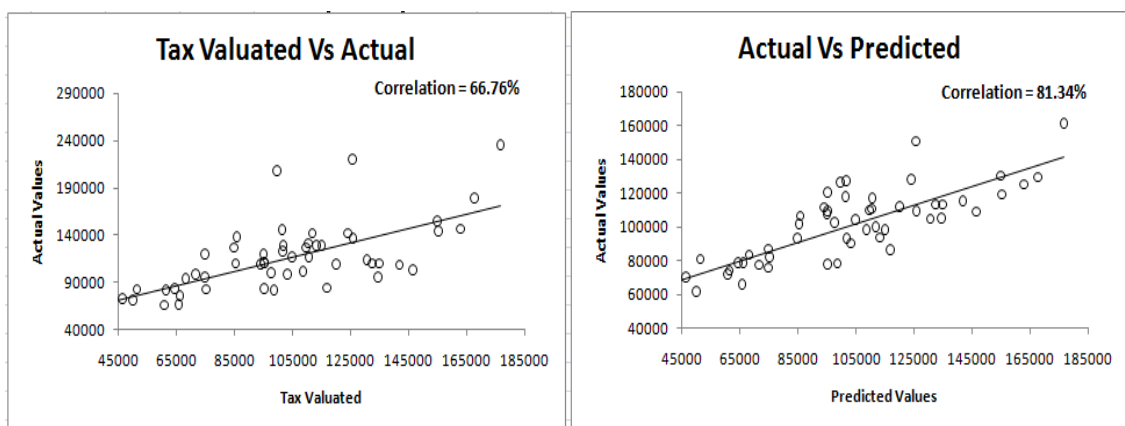 Tax Valuated Vs Actual
Correlation = 66.76%
290000
240000
190000
140000
90000
40000
Actual Values
45000 65000 85000 105000 125000 145000 165000 185000
Tax Valuated
Actual Vs Predicted
Correlation = 81.34%
180000
160000
140000
120000
100000
80000
60000
40000
Actual Values
45000 65000 85000 105000 125000 145000 165000 185000
Predicted Values